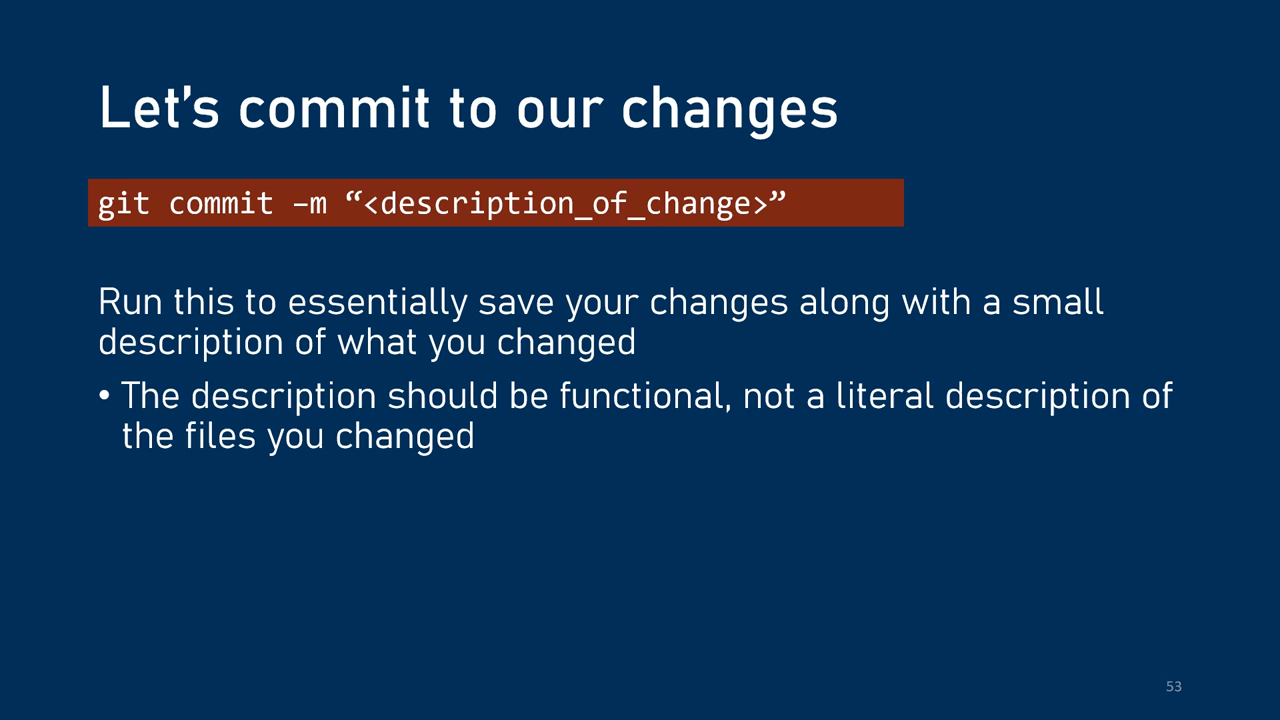 Let’s commit to our changes
git commit –m “<description_of_change>”
Run this to essentially save your changes along with a small
description of what you changed
• The description should be functional, not a literal description of
the files you changed
53